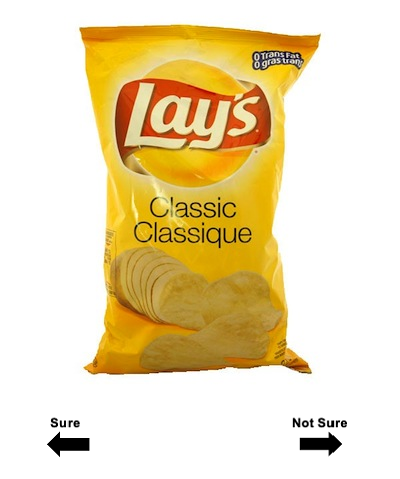 0 Trans Fat
0 gras trans
Lay's
Classic
Classique
Sure
Not Sure